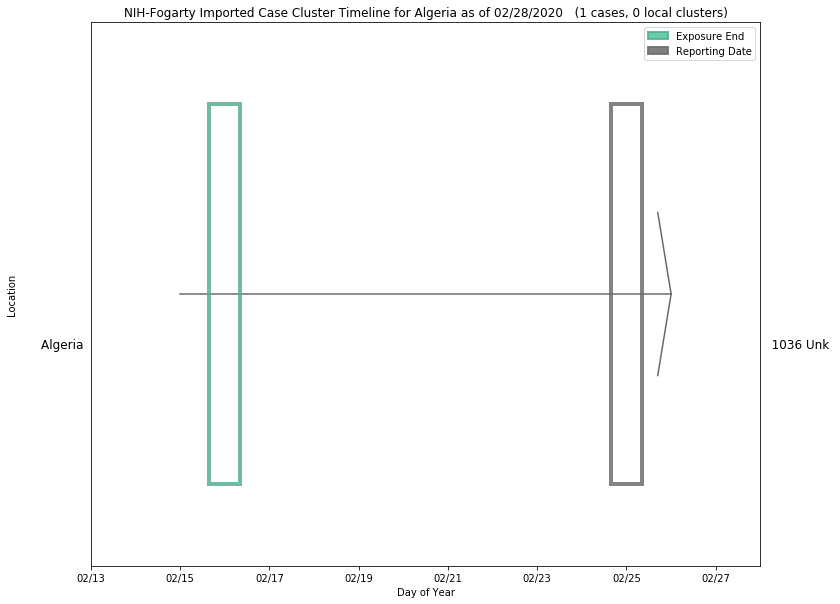 NIH-Fogarty Imported Case Cluster Timeline for Algeria as of 02/28/2020   (1 cases, 0 local clusters)
Exposure End
Reporting Date
Location
Algeria
1036 Unk
02/13 02/15 02/17 02/19 02/21 02/23 02/25 02/27
Day of Year